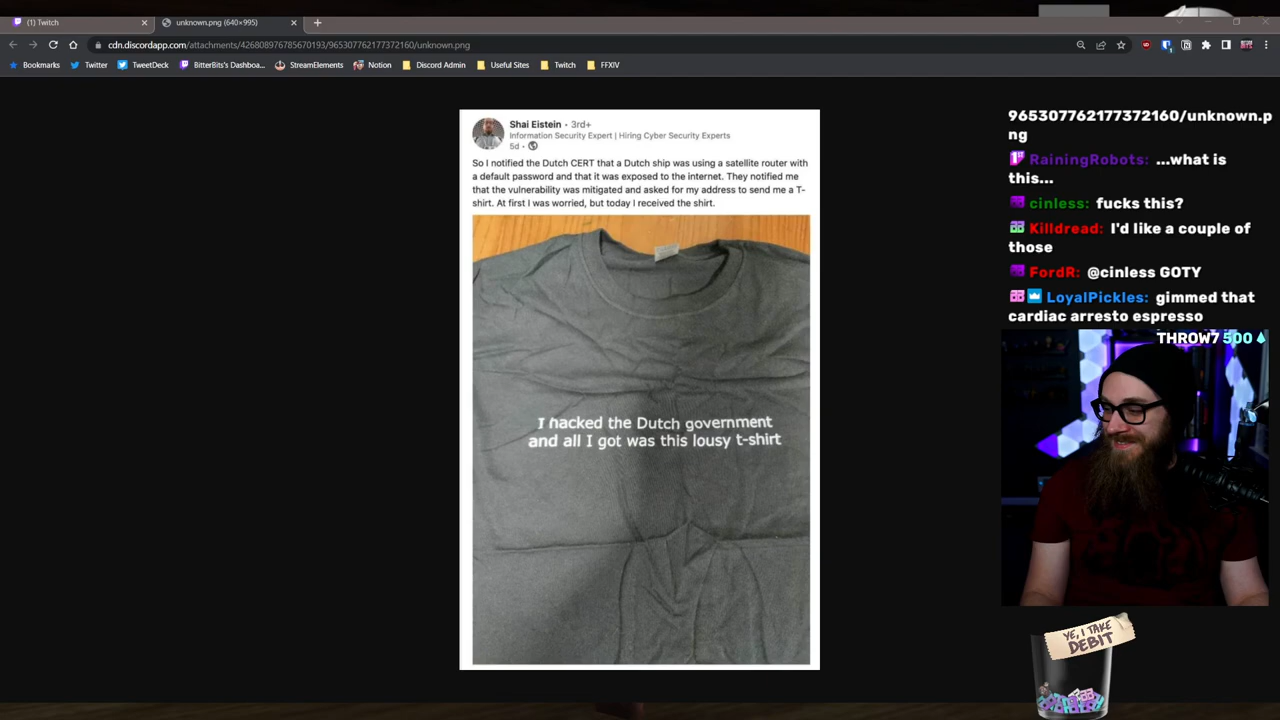 (1) Twitch
unknown.png (640×995)
cdn.discordapp.com/attachments/426808976785670193/965307762177372160/unknown.png
Bookmarks Twitter TweetDeck BitterBits's Dashboa... StreamElements Notion Discord Admin Useful Sites Twitch FFXIV
Shai Eistein · 3rd+
Information Security Expert | Hiring Cyber Security Experts
5d ·
So I notified the Dutch CERT that a Dutch ship was using a satellite router with
a default password and that it was exposed to the internet. They notified me
that the vulnerability was mitigated and asked for my address to send me a T-
shirt. At first I was worried, but today I received the shirt.
I hacked the Dutch government
and all I got was this lousy t-shirt
965307762177372160/unknown.p
ng
RainingRobots: ...what is
this...
cinless: fucks this?
Killdread: I'd like a couple of
those
FordR: @cinless GOTY
LoyalPickles: gimmed that
cardiac arresto espresso
THROW7 500
YE, I TAKE
DEBIT